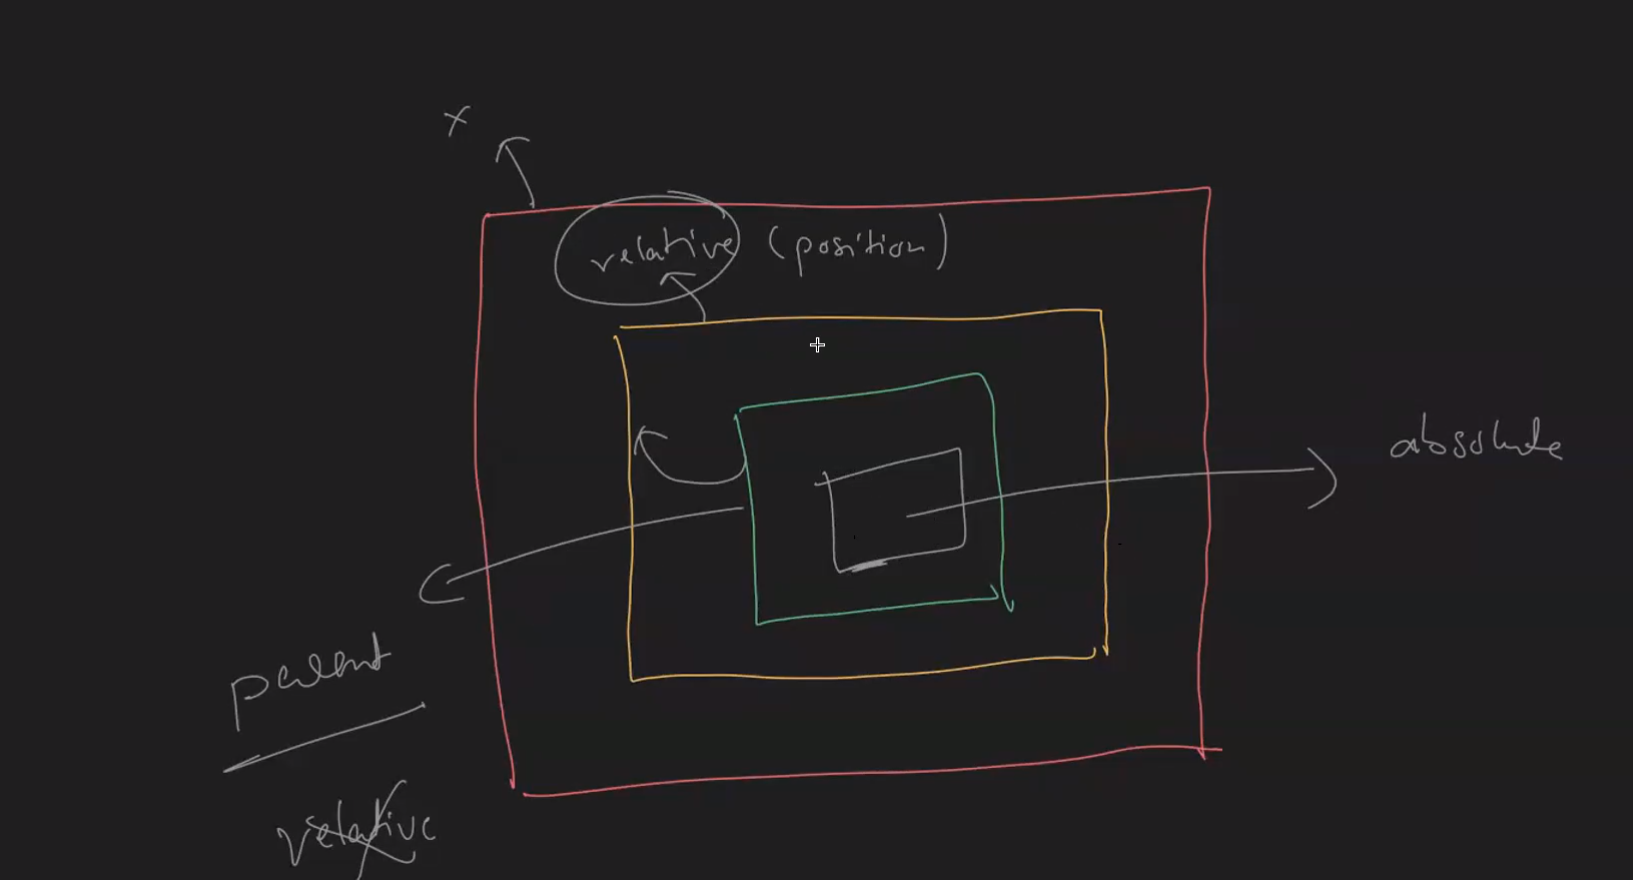 x
relative (position)
absolute
parent
relative